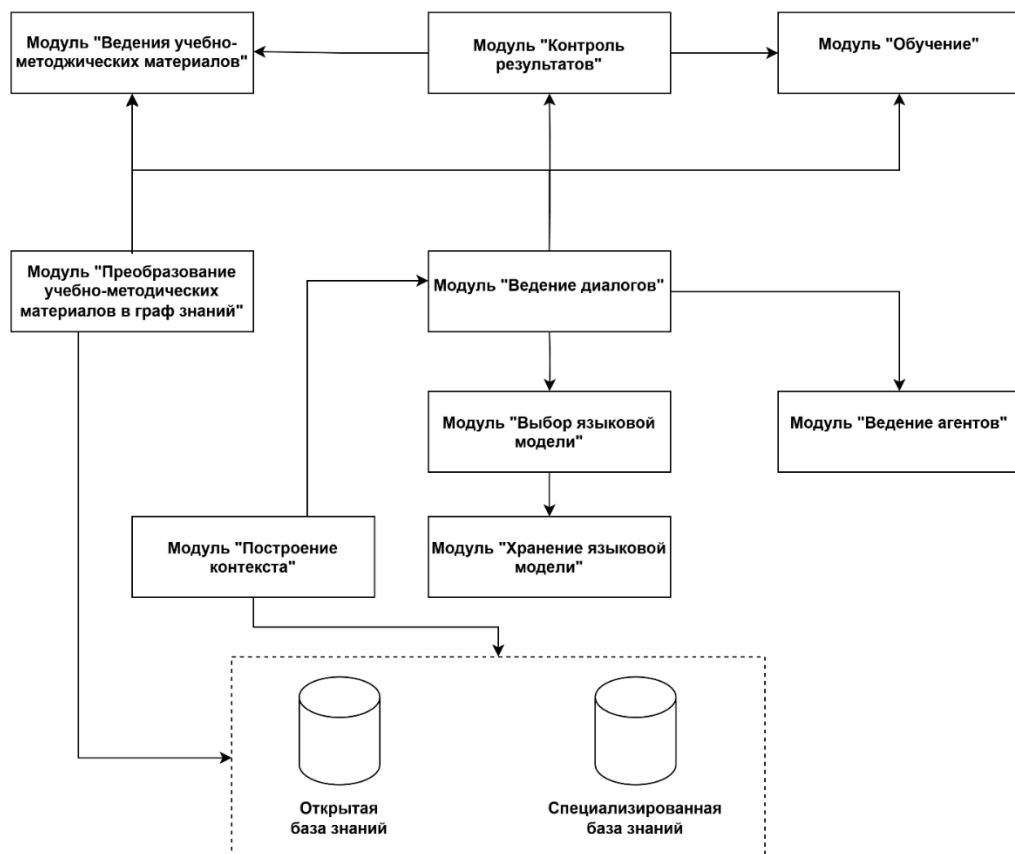 Модуль "Ведения учебно-
методжических материалов"
Модуль "Контроль
результатов"
Модуль "Обучение"
Модуль "Преобразование
учебно-методических
материалов в граф знаний"
Модуль "Ведение диалогов"
Модуль "Выбор языковой
модели"
Модуль "Ведение агентов"
Модуль "Построение
контекста"
Модуль "Хранение языковой
модели"
Открытая
база знаний
Специализированная
база знаний